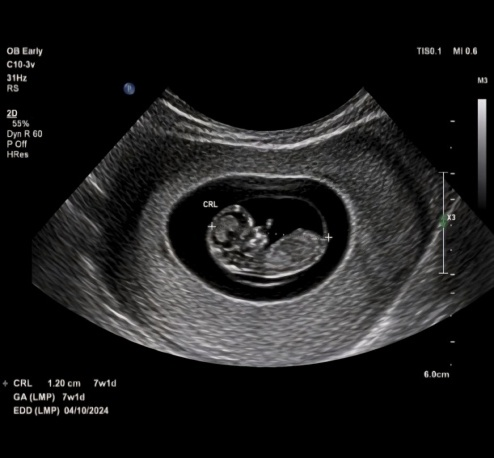 OB Early
C10-3v
31Hz
RS
2D
55%
Dyn R 60
P Off
HRes
TIS0.1 MI 0.6
M3
CRL
X3
6.0cm
CRL 1.20 cm 7w1d
GA (LMP) 7w1d
EDD (LMP) 04/10/2024